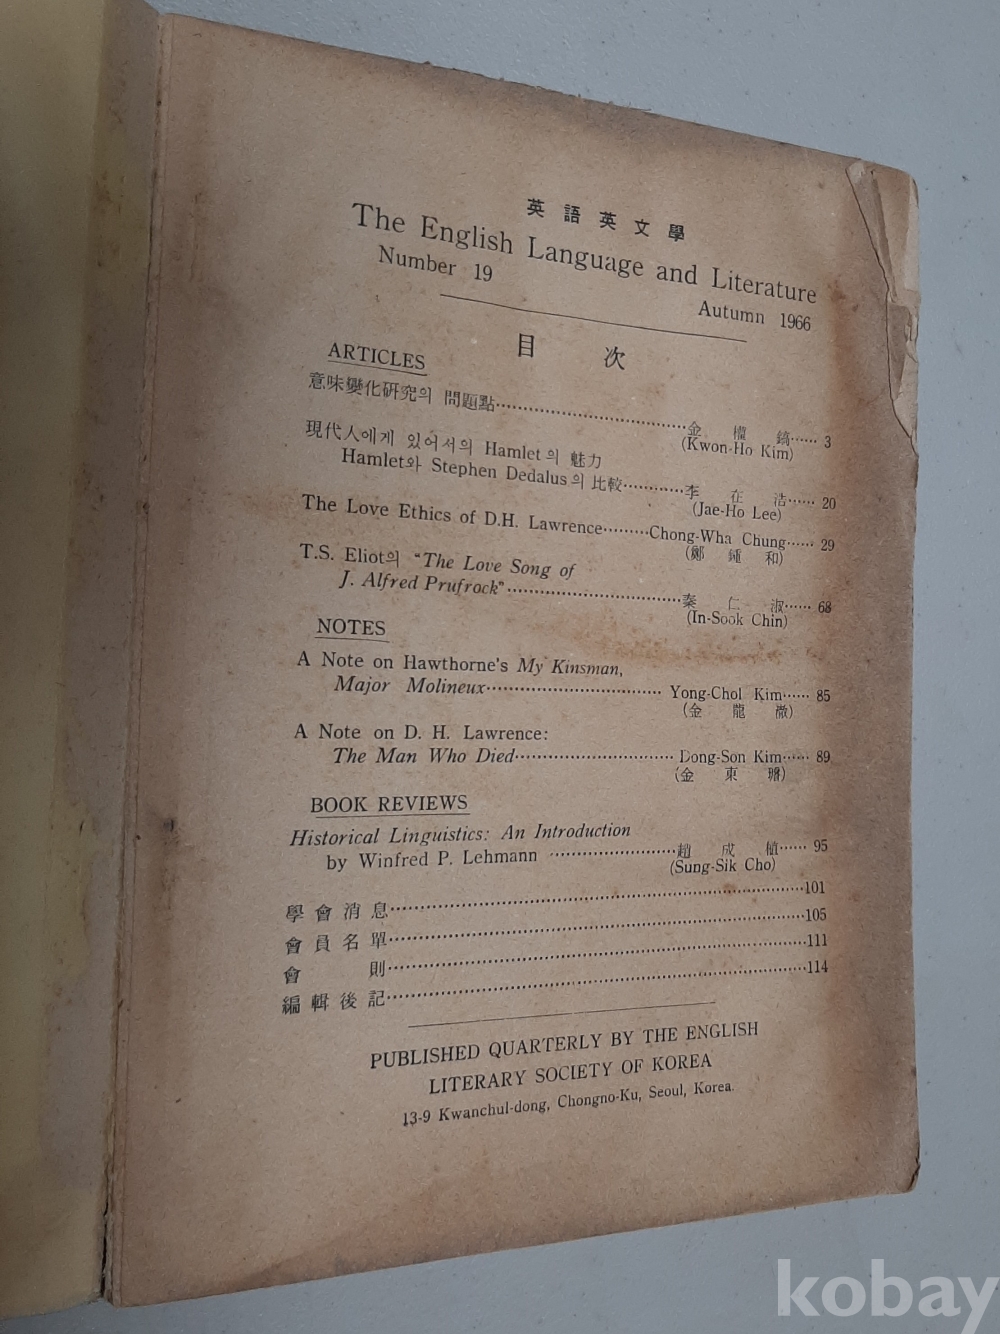 英語英文學
The English Language and Literature
Number 19 Autumn 1966
目 次
ARTICLES
意味變化硏究의 問題點 金 權 鎬 3
(Kwon-Ho Kim)
現代人에게 있어서의 Hamlet의 魅力
Hamlet와 Stephen Dedalus의 比較 李 在 浩 20
(Jae-Ho Lee)
The Love Ethics of D.H. Lawrence Chong-Wha Chung 29
(鄭 鍾 和)
T.S. Eliot의 "The Love Song of
J. Alfred Prufrock" 秦 仁 淑 68
(In-Sook Chin)
NOTES
A Note on Hawthorne's My Kinsman,
Major Molineux Yong-Chol Kim 85
(金 龍 澈)
A Note on D. H. Lawrence:
The Man Who Died Dong-Son Kim 89
(金 東)
BOOK REVIEWS
Historical Linguistics: An Introduction
by Winfred P. Lehmann 趙 成 植 95
(Sung-Sik Cho)
學會消息 101
會員名單 105
會 則 111
編輯後記 114
PUBLISHED QUARTERLY BY THE ENGLISH
LITERARY SOCIETY OF KOREA
13-9 Kwanchul-dong, Chongno-Ku, Seoul, Korea.
kobay